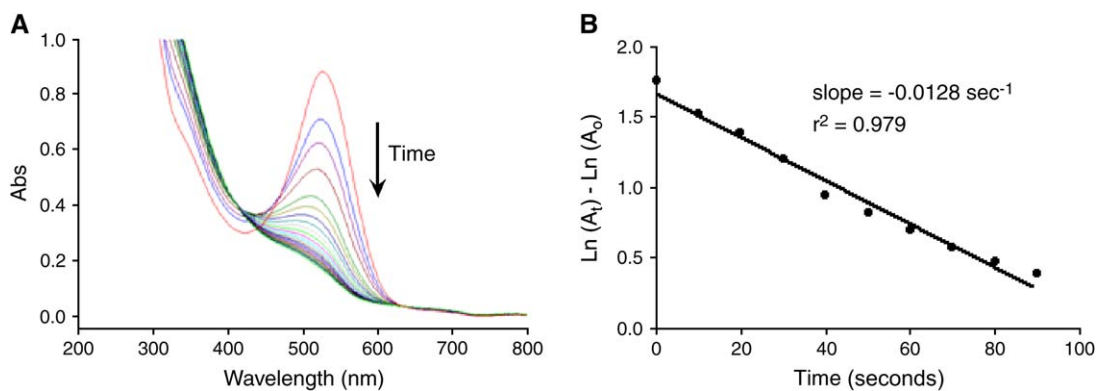 A
Abs
1.0
0.8
0.6
0.4
0.2
0.0
200 300 400 500 600 700 800
Wavelength (nm)
Time
B
Ln (At) - Ln (Ao)
2.0
1.5
1.0
0.5
0.0
0 20 40 60 80 100
Time (seconds)
slope = -0.0128 sec⁻¹
r² = 0.979